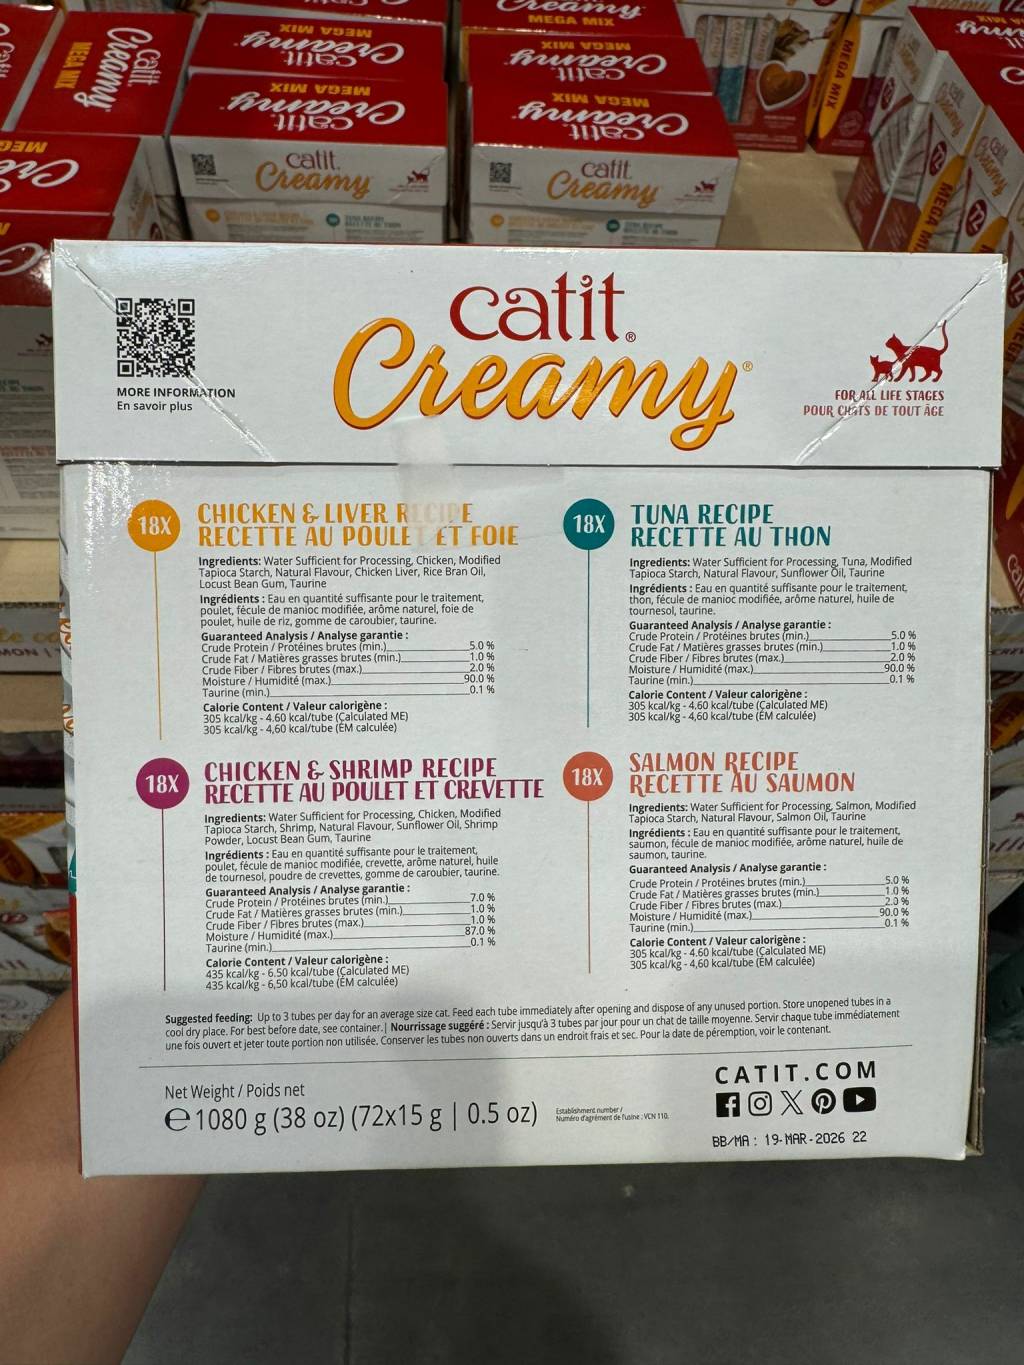 catit.
Creamy
MEGA MIX
catit.
Creamy
MEGA MIX
catit.
Creamy
MEGA MIX
catit.
Creamy
catit.
Creamy
MEGA MIX
catit.®
Creamy®
MORE INFORMATION
En savoir plus
FOR ALL LIFE STAGES
POUR CHATS DE TOUT ÂGE
18X
CHICKEN & LIVER RECIPE
RECETTE AU POULET ET FOIE
Ingredients: Water Sufficient for Processing, Chicken, Modified
Tapioca Starch, Natural Flavour, Chicken Liver, Rice Bran Oil,
Locust Bean Gum, Taurine
Ingrédients : Eau en quantité suffisante pour le traitement,
poulet, fécule de manioc modifiée, arôme naturel, foie de
poulet, huile de riz, gomme de caroubier, taurine.
Guaranteed Analysis / Analyse garantie :
Crude Protein / Protéines brutes (min.) 5.0 %
Crude Fat / Matières grasses brutes (min.) 1.0 %
Crude Fiber / Fibres brutes (max.) 2.0 %
Moisture / Humidité (max.) 90.0 %
Taurine (min.) 0.1 %
Calorie Content / Valeur calorigène :
305 kcal/kg - 4.60 kcal/tube (Calculated ME)
305 kcal/kg - 4,60 kcal/tube (ÉM calculée)
18X
TUNA RECIPE
RECETTE AU THON
Ingredients: Water Sufficient for Processing, Tuna, Modified
Tapioca Starch, Natural Flavour, Sunflower Oil, Taurine
Ingrédients : Eau en quantité suffisante pour le traitement,
thon, fécule de manioc modifiée, arôme naturel, huile de
tournesol, taurine.
Guaranteed Analysis / Analyse garantie :
Crude Protein / Protéines brutes (min.) 5.0 %
Crude Fat / Matières grasses brutes (min.) 1.0 %
Crude Fiber / Fibres brutes (max.) 2.0 %
Moisture / Humidité (max.) 90.0 %
Taurine (min.) 0.1 %
Calorie Content / Valeur calorigène :
305 kcal/kg - 4.60 kcal/tube (Calculated ME)
305 kcal/kg - 4,60 kcal/tube (ÉM calculée)
18X
CHICKEN & SHRIMP RECIPE
RECETTE AU POULET ET CREVETTE
Ingredients: Water Sufficient for Processing, Chicken, Modified
Tapioca Starch, Shrimp, Natural Flavour, Sunflower Oil, Shrimp
Powder, Locust Bean Gum, Taurine
Ingrédients : Eau en quantité suffisante pour le traitement,
poulet, fécule de manioc modifiée, crevette, arôme naturel, huile
de tournesol, poudre de crevettes, gomme de caroubier, taurine.
Guaranteed Analysis / Analyse garantie :
Crude Protein / Protéines brutes (min.) 7.0 %
Crude Fat / Matières grasses brutes (min.) 1.0 %
Crude Fiber / Fibres brutes (max.) 1.0 %
Moisture / Humidité (max.) 87.0 %
Taurine (min.) 0.1 %
Calorie Content / Valeur calorigène :
435 kcal/kg - 6.50 kcal/tube (Calculated ME)
435 kcal/kg - 6,50 kcal/tube (ÉM calculée)
18X
SALMON RECIPE
RECETTE AU SAUMON
Ingredients: Water Sufficient for Processing, Salmon, Modified
Tapioca Starch, Natural Flavour, Salmon Oil, Taurine
Ingrédients : Eau en quantité suffisante pour le traitement,
saumon, fécule de manioc modifiée, arôme naturel, huile de
saumon, taurine.
Guaranteed Analysis / Analyse garantie :
Crude Protein / Protéines brutes (min.) 5.0 %
Crude Fat / Matières grasses brutes (min.) 1.0 %
Crude Fiber / Fibres brutes (max.) 2.0 %
Moisture / Humidité (max.) 90.0 %
Taurine (min.) 0.1 %
Calorie Content / Valeur calorigène :
305 kcal/kg - 4.60 kcal/tube (Calculated ME)
305 kcal/kg - 4,60 kcal/tube (ÉM calculée)
Suggested feeding: Up to 3 tubes per day for an average size cat. Feed each tube immediately after opening and dispose of any unused portion. Store unopened tubes in a
cool dry place. For best before date, see container. | Nourrissage suggéré : Servir jusqu'à 3 tubes par jour pour un chat de taille moyenne. Servir chaque tube immédiatement
une fois ouvert et jeter toute portion non utilisée. Conserver les tubes non ouverts dans un endroit frais et sec. Pour la date de péremption, voir le contenant.
Net Weight / Poids net
℮ 1080 g (38 oz) (72x15 g | 0.5 oz)
Establishment number /
Numéro d'agrément de l'usine : VCN 110.
CATIT.COM
BB/MA : 19-MAR-2026 22